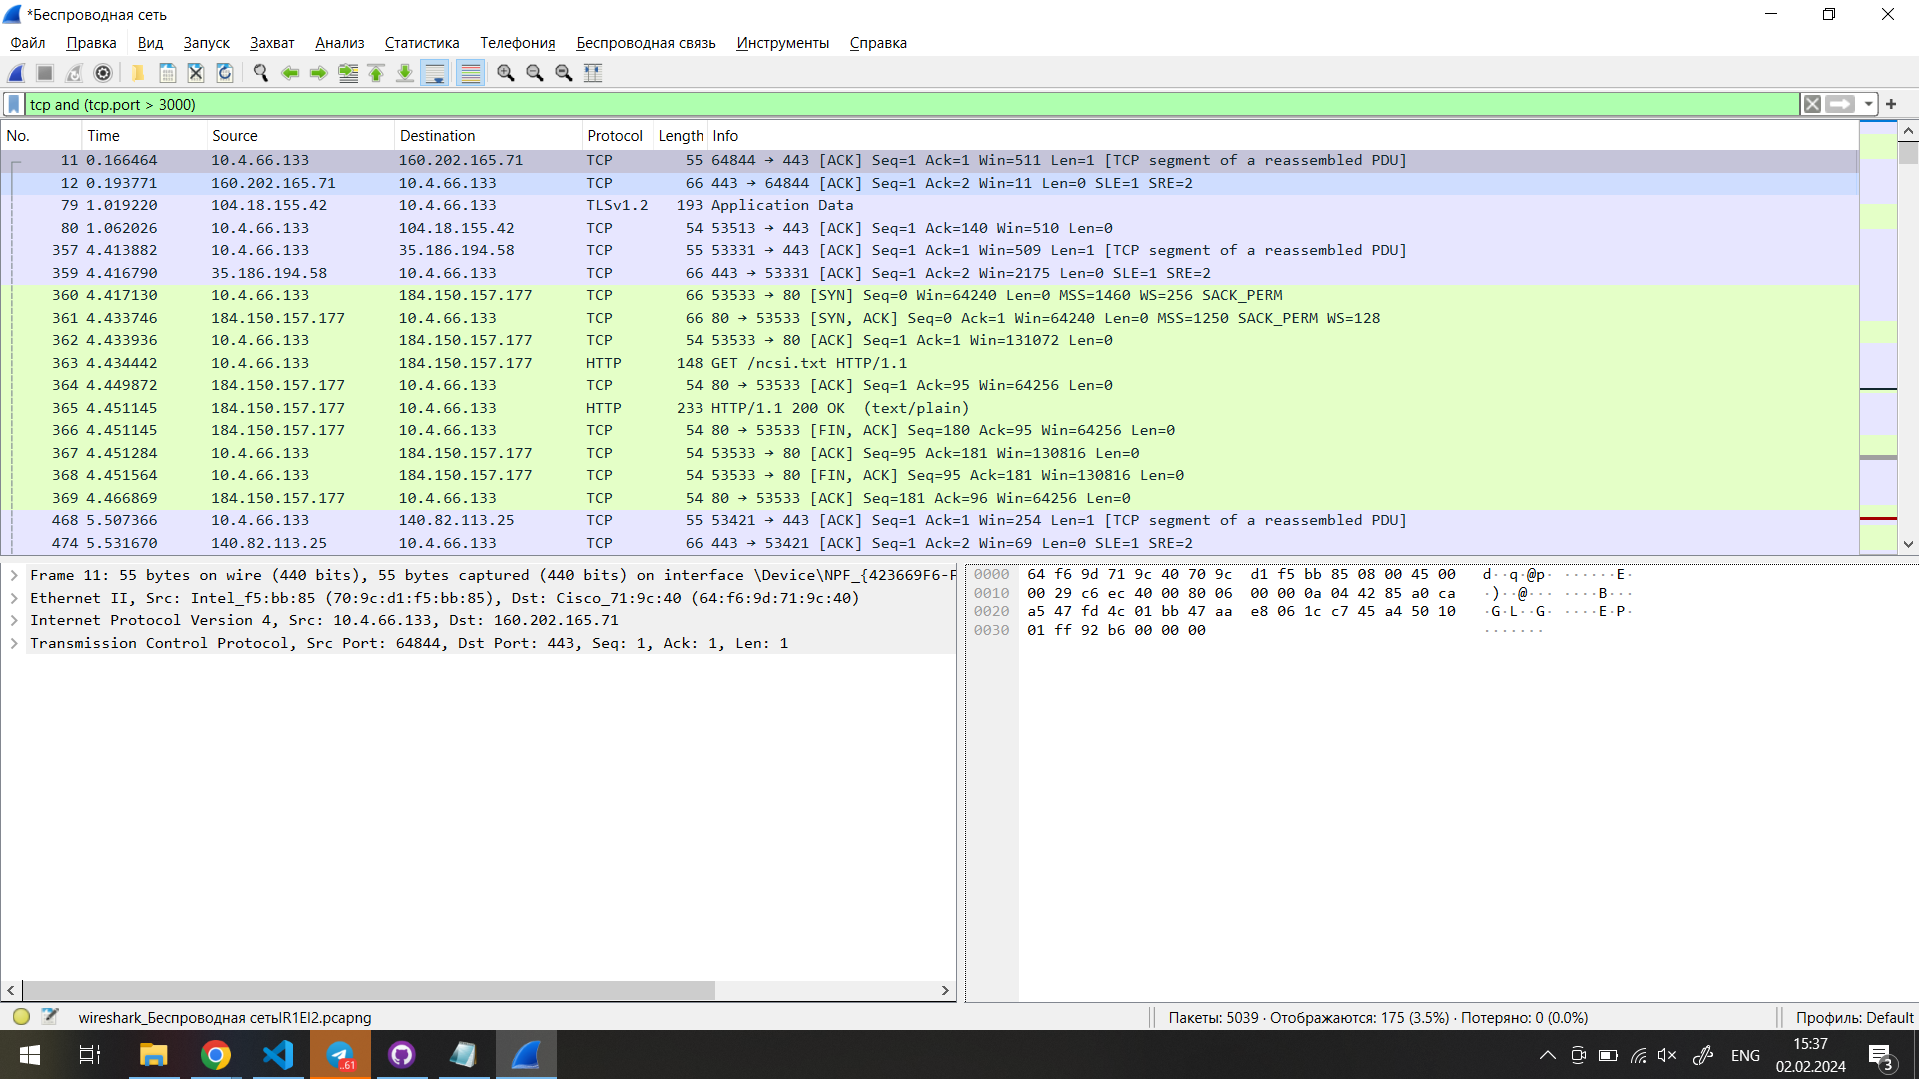 *Беспроводная сеть
Файл Правка Вид Запуск Захват Анализ Статистика Телефония Беспроводная связь Инструменты Справка
tcp and (tcp.port > 3000)
No. Time Source Destination Protocol Length Info
11 0.166464 10.4.66.133 160.202.165.71 TCP 55 64844 → 443 [ACK] Seq=1 Ack=1 Win=511 Len=1 [TCP segment of a reassembled PDU]
12 0.193771 160.202.165.71 10.4.66.133 TCP 66 443 → 64844 [ACK] Seq=1 Ack=2 Win=11 Len=0 SLE=1 SRE=2
79 1.019220 104.18.155.42 10.4.66.133 TLSv1.2 193 Application Data
80 1.062026 10.4.66.133 104.18.155.42 TCP 54 53513 → 443 [ACK] Seq=1 Ack=140 Win=510 Len=0
357 4.413882 10.4.66.133 35.186.194.58 TCP 55 53331 → 443 [ACK] Seq=1 Ack=1 Win=509 Len=1 [TCP segment of a reassembled PDU]
359 4.416790 35.186.194.58 10.4.66.133 TCP 66 443 → 53331 [ACK] Seq=1 Ack=2 Win=2175 Len=0 SLE=1 SRE=2
360 4.417130 10.4.66.133 184.150.157.177 TCP 66 53533 → 80 [SYN] Seq=0 Win=64240 Len=0 MSS=1460 WS=256 SACK_PERM
361 4.433746 184.150.157.177 10.4.66.133 TCP 66 80 → 53533 [SYN, ACK] Seq=0 Ack=1 Win=64240 Len=0 MSS=1250 SACK_PERM WS=128
362 4.433936 10.4.66.133 184.150.157.177 TCP 54 53533 → 80 [ACK] Seq=1 Ack=1 Win=131072 Len=0
363 4.434442 10.4.66.133 184.150.157.177 HTTP 148 GET /ncsi.txt HTTP/1.1
364 4.449872 184.150.157.177 10.4.66.133 TCP 54 80 → 53533 [ACK] Seq=1 Ack=95 Win=64256 Len=0
365 4.451145 184.150.157.177 10.4.66.133 HTTP 233 HTTP/1.1 200 OK (text/plain)
366 4.451145 184.150.157.177 10.4.66.133 TCP 54 80 → 53533 [FIN, ACK] Seq=180 Ack=95 Win=64256 Len=0
367 4.451284 10.4.66.133 184.150.157.177 TCP 54 53533 → 80 [ACK] Seq=95 Ack=181 Win=130816 Len=0
368 4.451564 10.4.66.133 184.150.157.177 TCP 54 53533 → 80 [FIN, ACK] Seq=95 Ack=181 Win=130816 Len=0
369 4.466869 184.150.157.177 10.4.66.133 TCP 54 80 → 53533 [ACK] Seq=181 Ack=96 Win=64256 Len=0
468 5.507366 10.4.66.133 140.82.113.25 TCP 55 53421 → 443 [ACK] Seq=1 Ack=1 Win=254 Len=1 [TCP segment of a reassembled PDU]
474 5.531670 140.82.113.25 10.4.66.133 TCP 66 443 → 53421 [ACK] Seq=1 Ack=2 Win=69 Len=0 SLE=1 SRE=2
Frame 11: 55 bytes on wire (440 bits), 55 bytes captured (440 bits) on interface \Device\NPF_{423669F6-F
Ethernet II, Src: Intel_f5:bb:85 (70:9c:d1:f5:bb:85), Dst: Cisco_71:9c:40 (64:f6:9d:71:9c:40)
Internet Protocol Version 4, Src: 10.4.66.133, Dst: 160.202.165.71
Transmission Control Protocol, Src Port: 64844, Dst Port: 443, Seq: 1, Ack: 1, Len: 1
0000 64 f6 9d 71 9c 40 70 9c d1 f5 bb 85 08 00 45 00 d··q·@p· ······E·
0010 00 29 c6 ec 40 00 80 06 00 00 0a 04 42 85 a0 ca ·)··@··· ····B···
0020 a5 47 fd 4c 01 bb 47 aa e8 06 1c c7 45 a4 50 10 ·G·L··G· ····E·P·
0030 01 ff 92 b6 00 00 00 ·······
wireshark_Беспроводная сетьIR1EI2.pcapng
Пакеты: 5039 · Отображаются: 175 (3.5%) · Потеряно: 0 (0.0%)
Профиль: Default
..61
ENG
15:37
02.02.2024
3